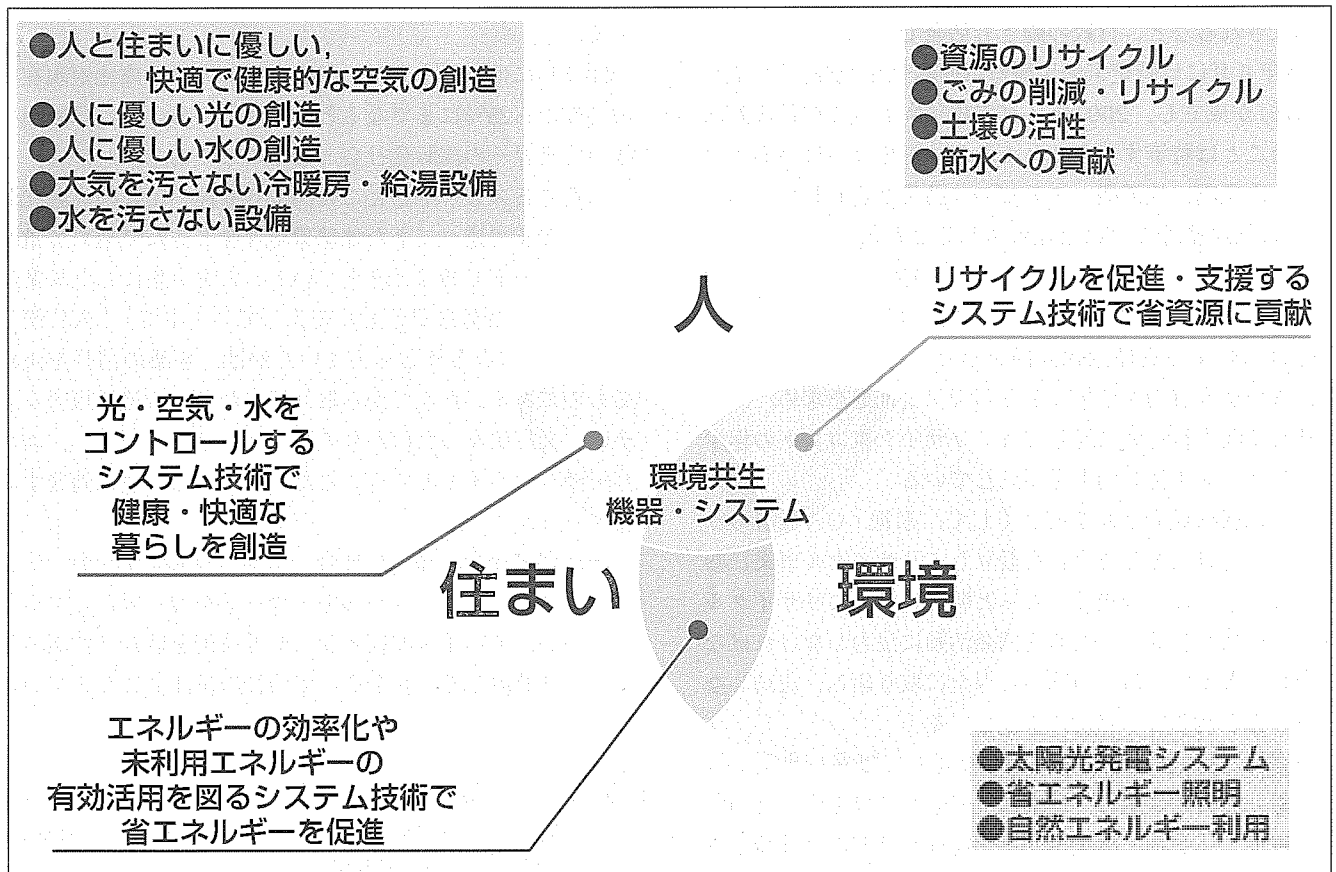 ●人と住まいに優しい,
快適で健康的な空気の創造
●人に優しい光の創造
●人に優しい水の創造
●大気を汚さない冷暖房・給湯設備
●水を汚さない設備
●資源のリサイクル
●ごみの削減・リサイクル
●土壌の活性
●節水への貢献
人
リサイクルを促進・支援する
システム技術で省資源に貢献
光・空気・水を
コントロールする
システム技術で
健康・快適な
暮らしを創造
環境共生
機器・システム
住まい
環境
エネルギーの効率化や
未利用エネルギーの
有効活用を図るシステム技術で
省エネルギーを促進
●太陽光発電システム
●省エネルギー照明
●自然エネルギー利用